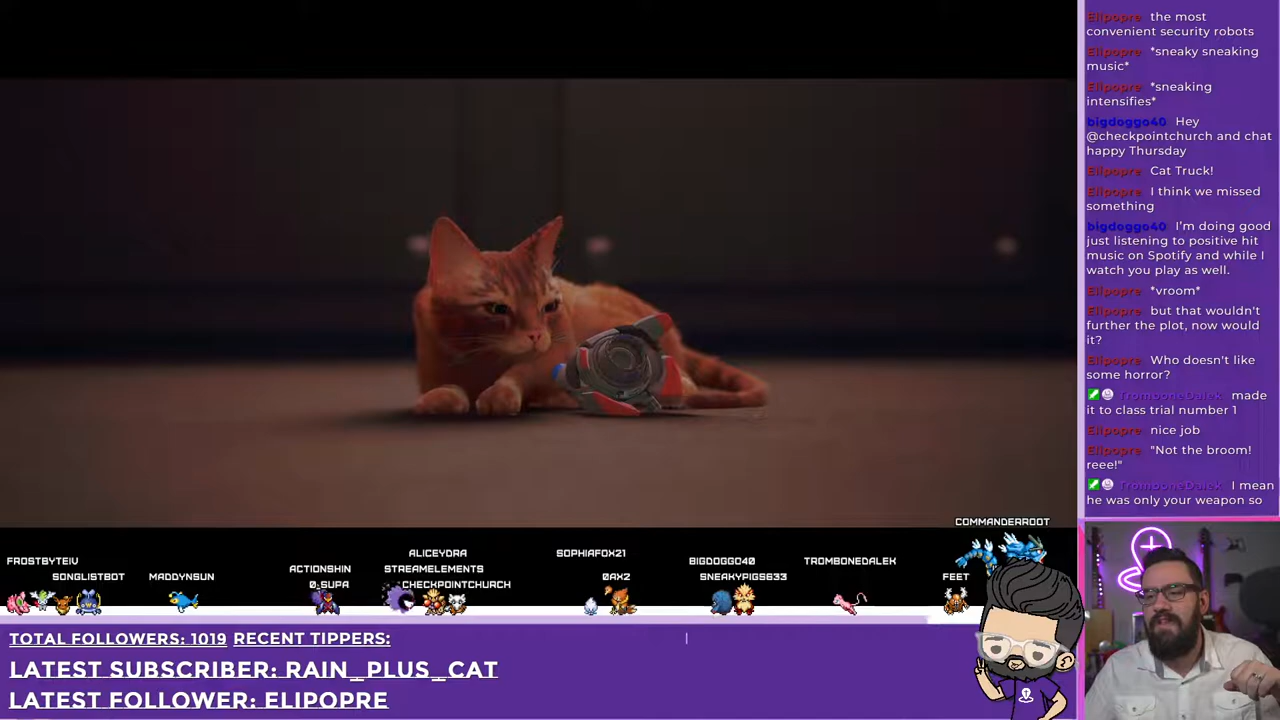 Elipopre the most
convenient security robots
Elipopre *sneaky sneaking
music*
Elipopre *sneaking
intensifies*
bigdoggo40 Hey
@checkpointchurch and chat
happy Thursday
Elipopre Cat Truck!
Elipopre I think we missed
something
bigdoggo40 I'm doing good
just listening to positive hit
music on Spotify and while I
watch you play as well.
Elipopre *vroom*
Elipopre but that wouldn't
further the plot, now would
it?
Elipopre Who doesn't like
some horror?
TromboneDalek made
it to class trial number 1
Elipopre nice job
Elipopre "Not the broom!
reee!"
TromboneDalek I mean
he was only your weapon so
COMMANDERROOT
FROSTBYTEIV
SONGLISTBOT
MADDYNSUN
ACTIONSHIN
0_SUPA
ALICEYDRA
STREAMELEMENTS
CHECKPOINTCHURCH
SOPHIAFOX21
0AX2
BIGDOGGO40
SNEAKYPIGS633
TROMBONEDALEK
FEET
TOTAL FOLLOWERS: 1019 RECENT TIPPERS:
LATEST SUBSCRIBER: RAIN_PLUS_CAT
LATEST FOLLOWER: ELIPOPRE